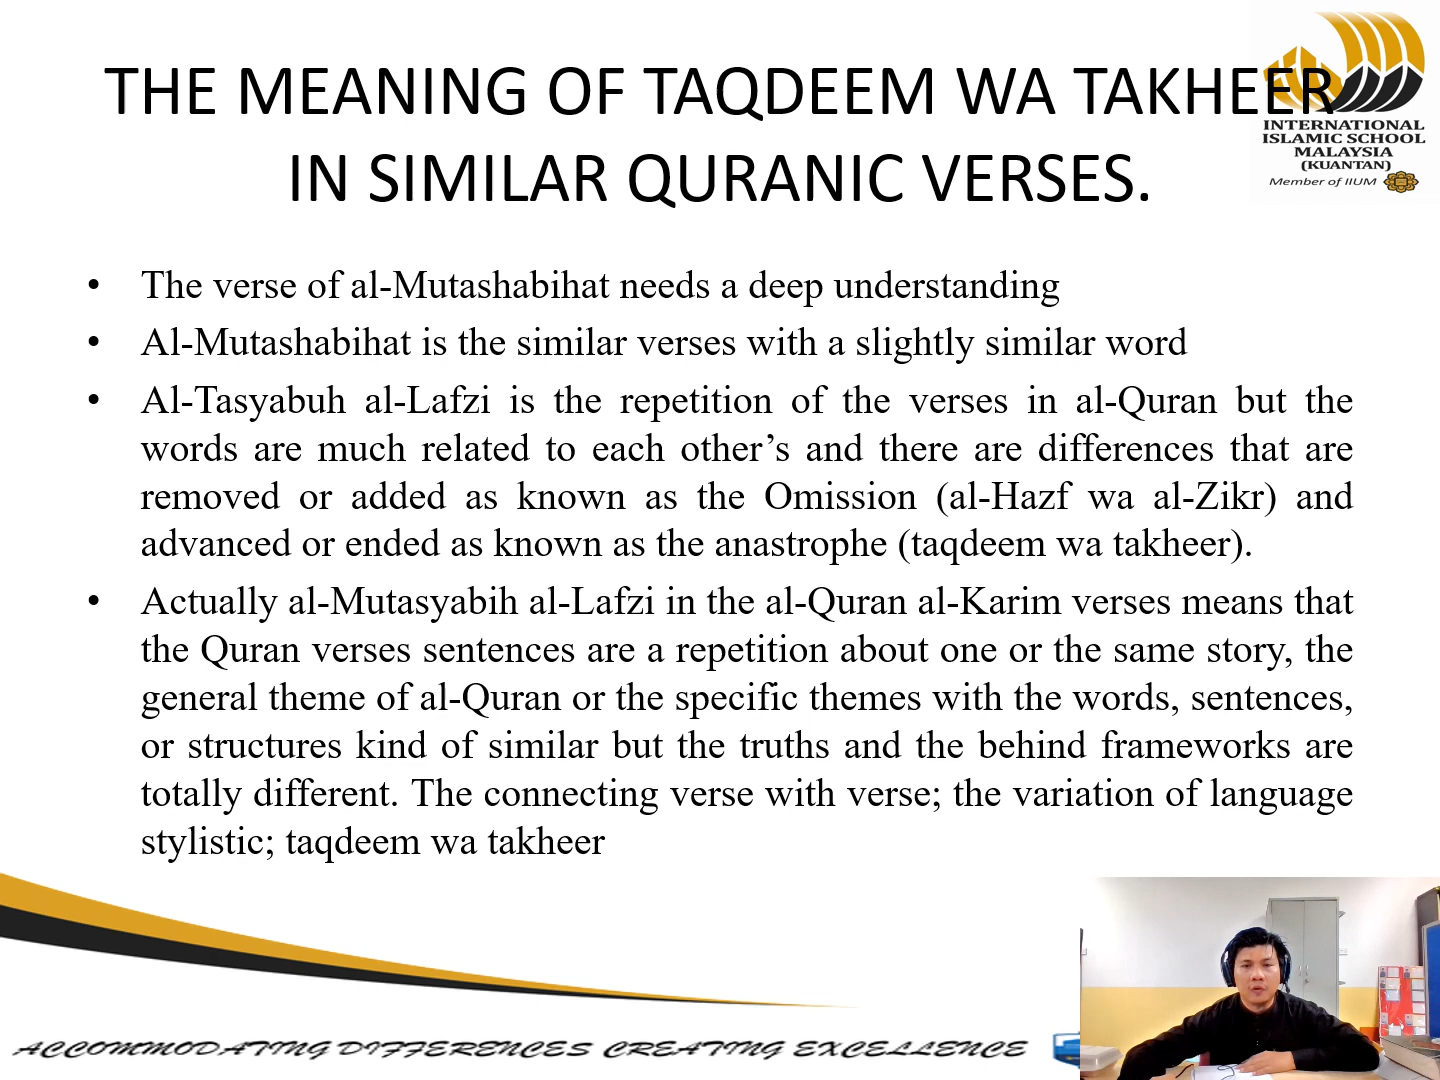 THE MEANING OF TAQDEEM WA TAKHEER
IN SIMILAR QURANIC VERSES.
INTERNATIONAL
ISLAMIC SCHOOL
MALAYSIA
(KUANTAN)
Member of IIUM
• The verse of al-Mutashabihat needs a deep understanding
• Al-Mutashabihat is the similar verses with a slightly similar word
• Al-Tasyabuh al-Lafzi is the repetition of the verses in al-Quran but the
words are much related to each other’s and there are differences that are
removed or added as known as the Omission (al-Hazf wa al-Zikr) and
advanced or ended as known as the anastrophe (taqdeem wa takheer).
• Actually al-Mutasyabih al-Lafzi in the al-Quran al-Karim verses means that
the Quran verses sentences are a repetition about one or the same story, the
general theme of al-Quran or the specific themes with the words, sentences,
or structures kind of similar but the truths and the behind frameworks are
totally different. The connecting verse with verse; the variation of language
stylistic; taqdeem wa takheer
ACCOMMODATING DIFFERENCES CREATING EXCELLENCE